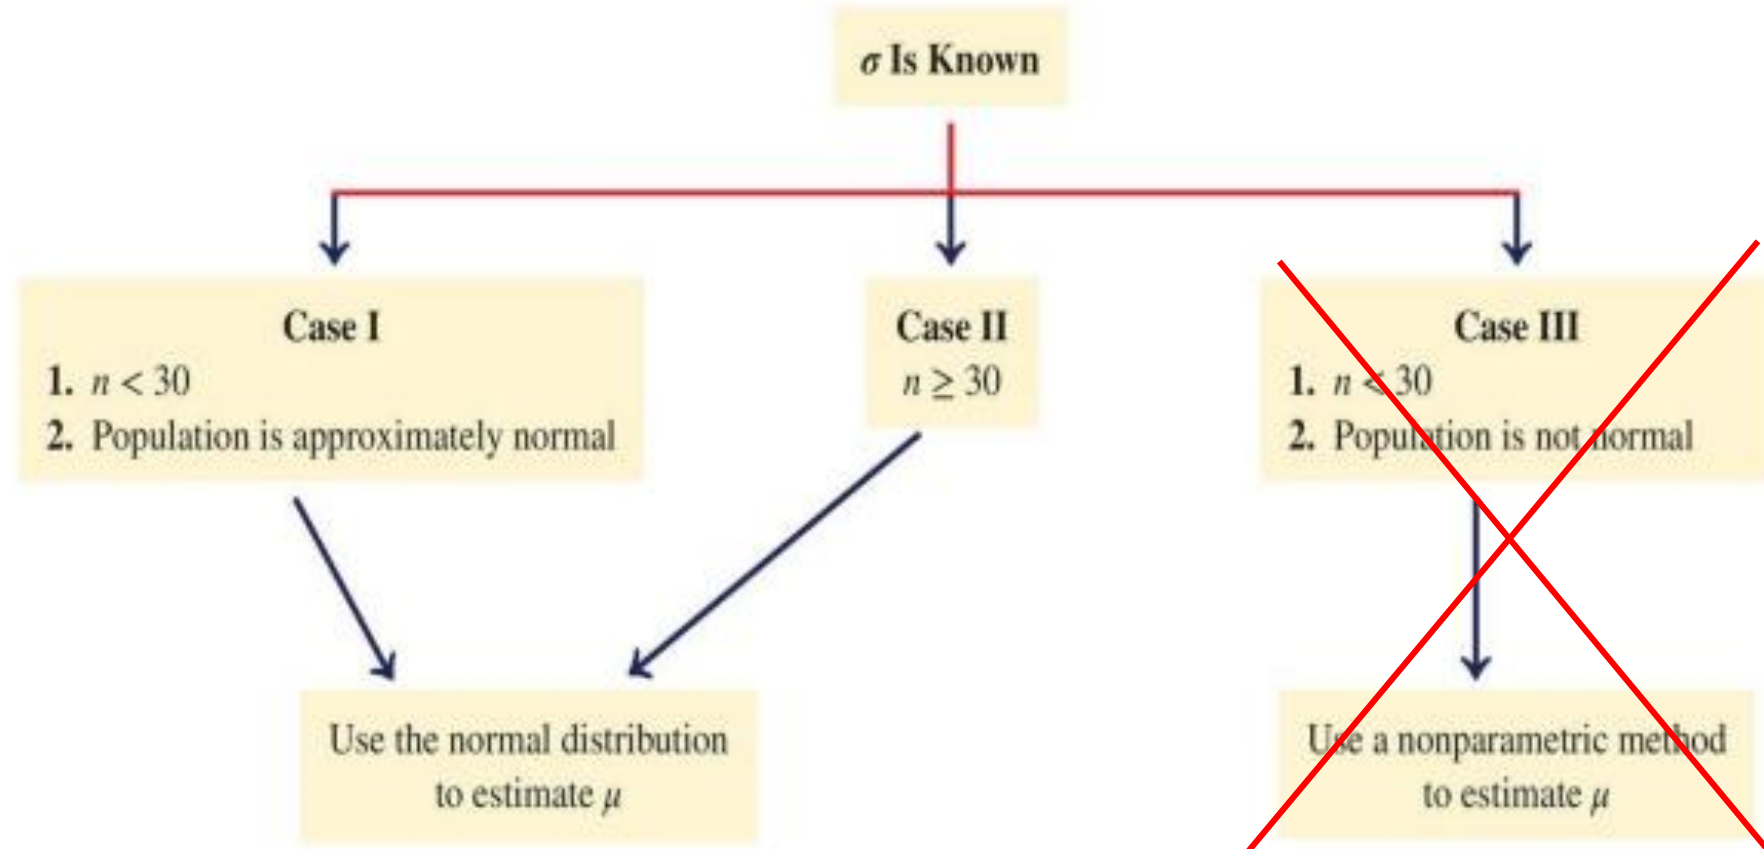 σ Is Known
Case I
1. n < 30
2. Population is approximately normal
Case II
n ≥ 30
Case III
1. n < 30
2. Population is not normal
Use the normal distribution
to estimate μ
Use a nonparametric method
to estimate μ